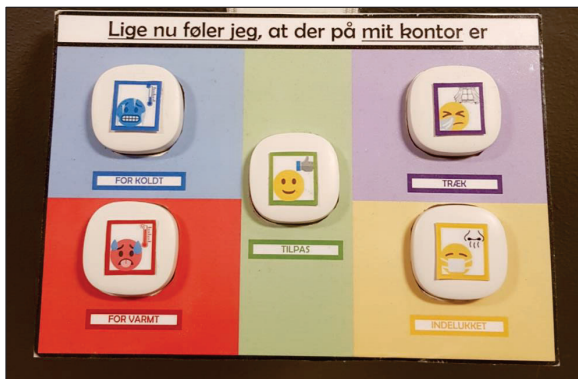 Lige nu føler jeg, at der på mit kontor er
FOR KOLDT
TRÆK
TILPAS
FOR VARMT
INDELUKKET